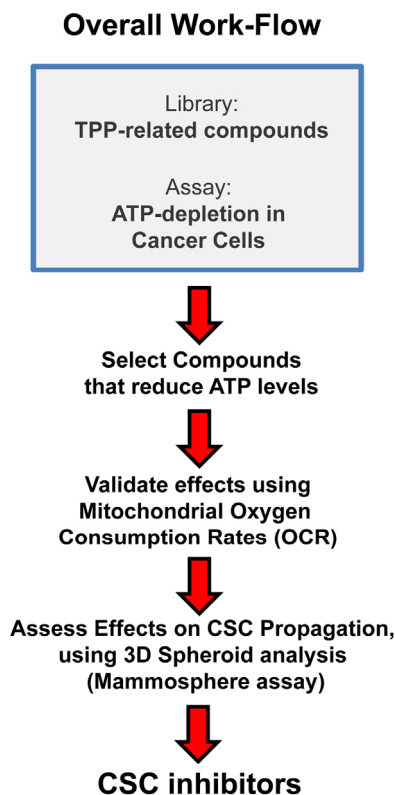 Overall Work-Flow
Library:
TPP-related compounds
Assay:
ATP-depletion in
Cancer Cells
Select Compounds
that reduce ATP levels
Validate effects using
Mitochondrial Oxygen
Consumption Rates (OCR)
Assess Effects on CSC Propagation,
using 3D Spheroid analysis
(Mammosphere assay)
CSC inhibitors